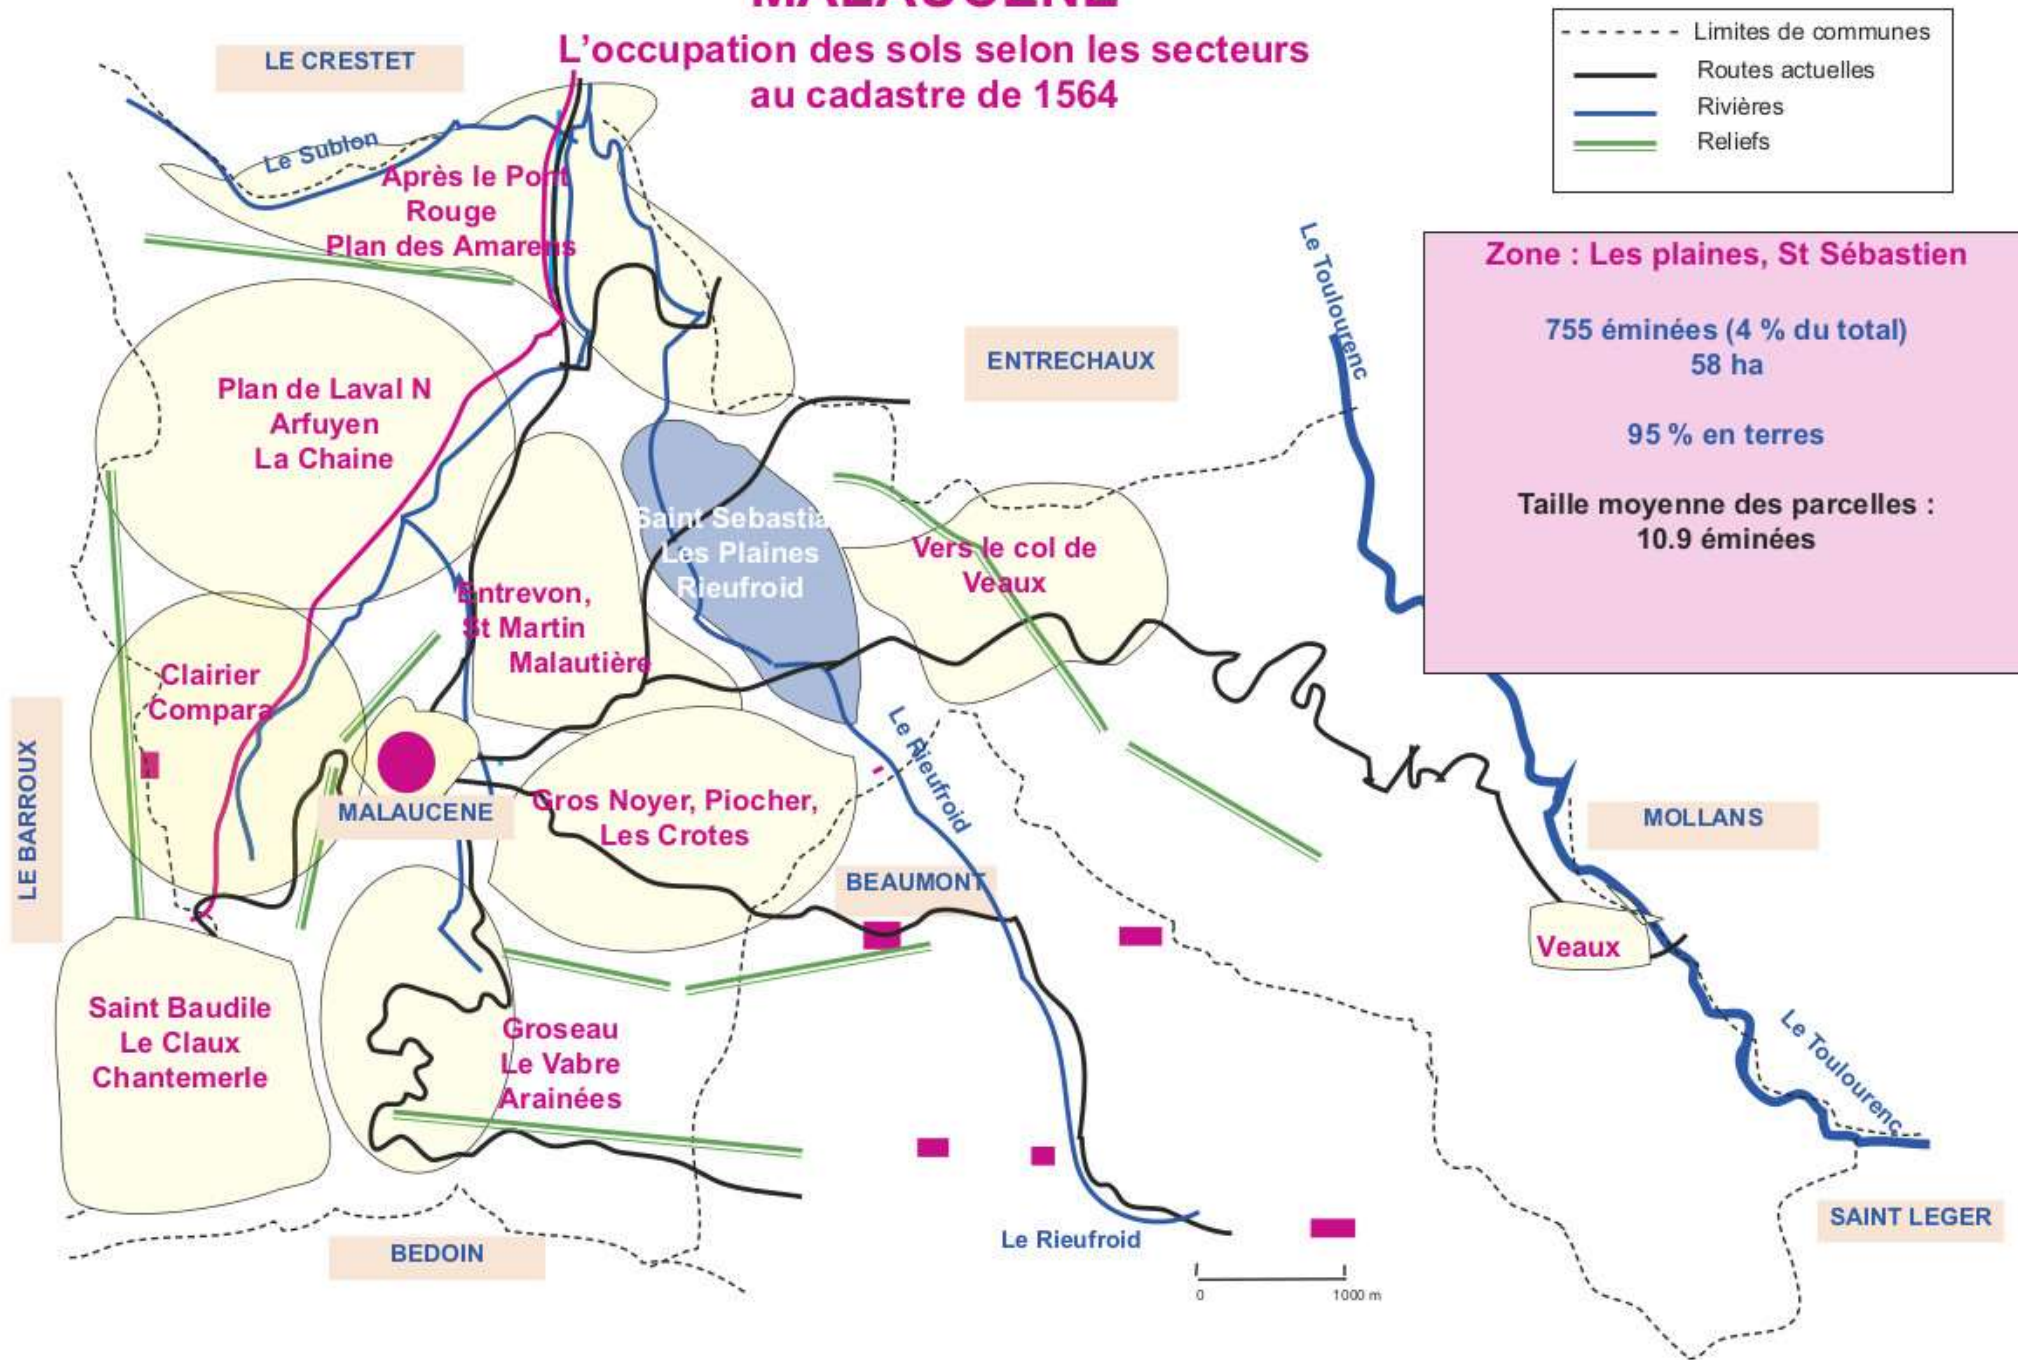 MALAUCENE
L'occupation des sols selon les secteurs
au cadastre de 1564
Limites de communes
Routes actuelles
Rivières
Reliefs
LE CRESTET
Le Sublon
Après le Pont
Rouge
Plan des Amarens
Le Toulourenc
Zone : Les plaines, St Sébastien
755 éminées (4 % du total)
58 ha
95 % en terres
Taille moyenne des parcelles :
10.9 éminées
ENTRECHAUX
Plan de Laval N
Arfuyen
La Chaine
Saint Sebastia
Les Plaines
Rieufroid
Vers le col de
Veaux
Entrevon,
St Martin
Malautière
Clairier
Compara
LE BARROUX
MALAUCENE
Gros Noyer, Piocher,
Les Crotes
Le Rieufroid
BEAUMONT
MOLLANS
Veaux
Saint Baudile
Le Claux
Chantemerle
Groseau
Le Vabre
Arainées
Le Toulourenc
SAINT LEGER
BEDOIN
Le Rieufroid
0 1000 m